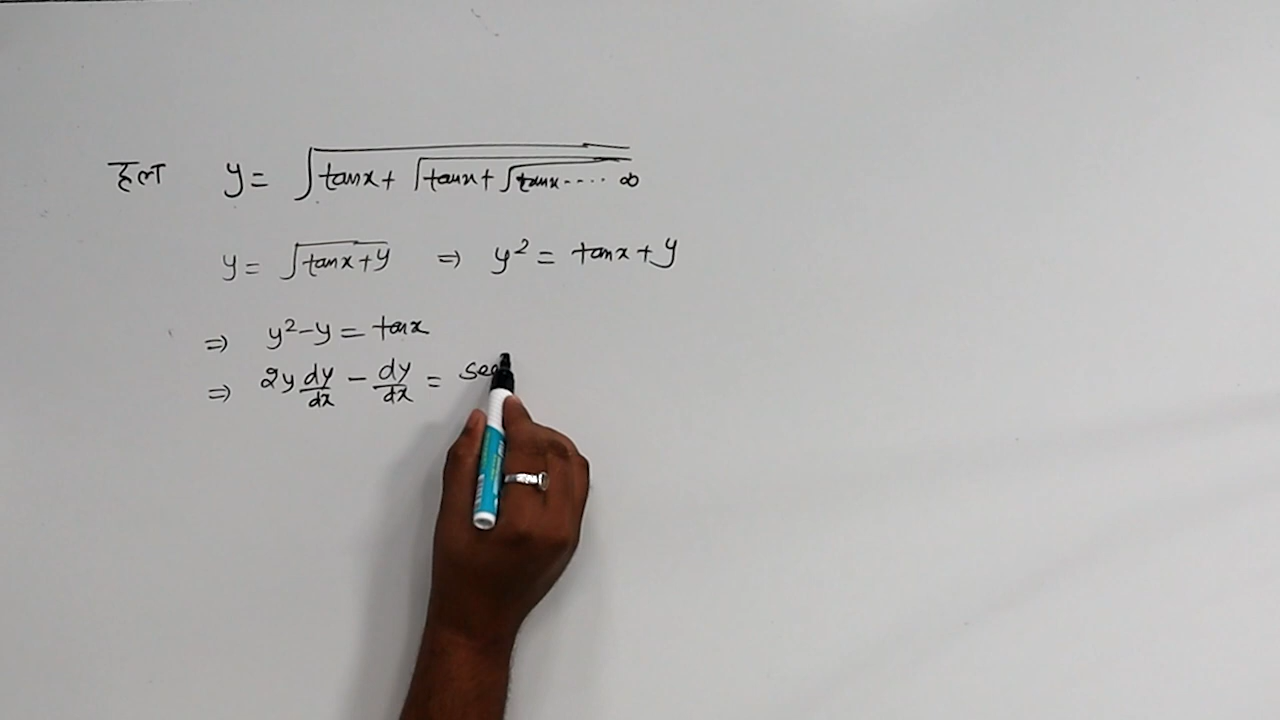 हल y = √(tanx + √(tanx + √(tanx ---- ∞
y = √(tanx + y) ⇒ y² = tanx + y
⇒ y² - y = tanx
⇒ 2y dy/dx - dy/dx = sec